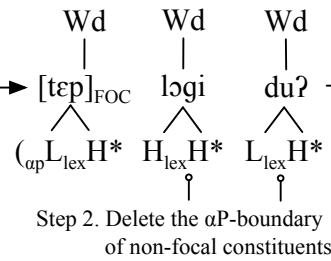 Wd Wd Wd
[tɛp]FOC lɔgi duʔ
(αpLlexH* HlexH* LlexH*
Step 2. Delete the αP-boundary
of non-focal constituents